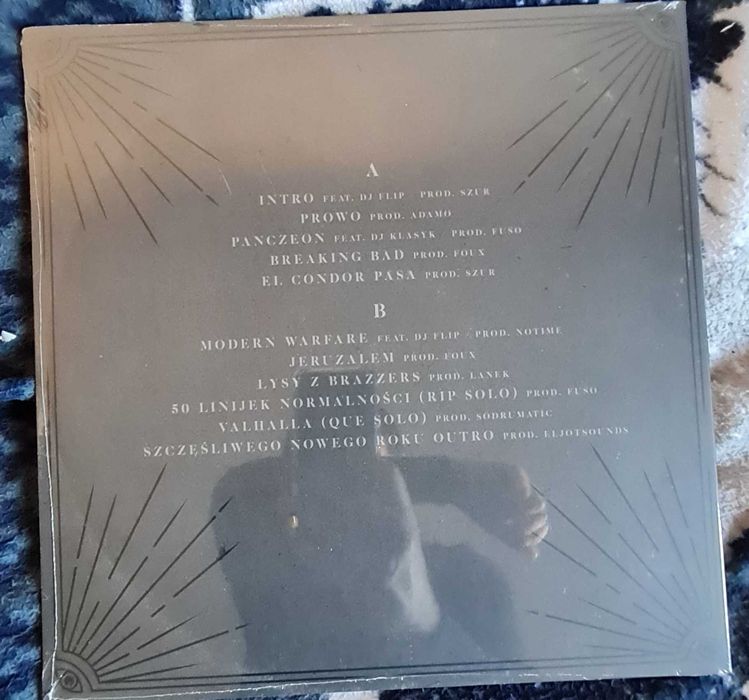 A
INTRO FEAT. DJ FLIP PROD. SZUR
PROWO PROD. ADAMO
PANCZEON FEAT. DJ KLASYK PROD. FUSO
BREAKING BAD PROD. FOUX
EL CONDOR PASA PROD. SZUR
B
MODERN WARFARE FEAT. DJ FLIP PROD. NOTIME
JERUZALEM PROD. FOUX
LYSY Z BRAZZERS PROD. LANEK
50 LINIJEK NORMALNOŚCI (RIP SOLO) PROD. FUSO
VALHALLA (QUE SOLO) PROD. SODRUMATIC
SZCZĘŚLIWEGO NOWEGO ROKU OUTRO PROD. ELJOTSOUNDS